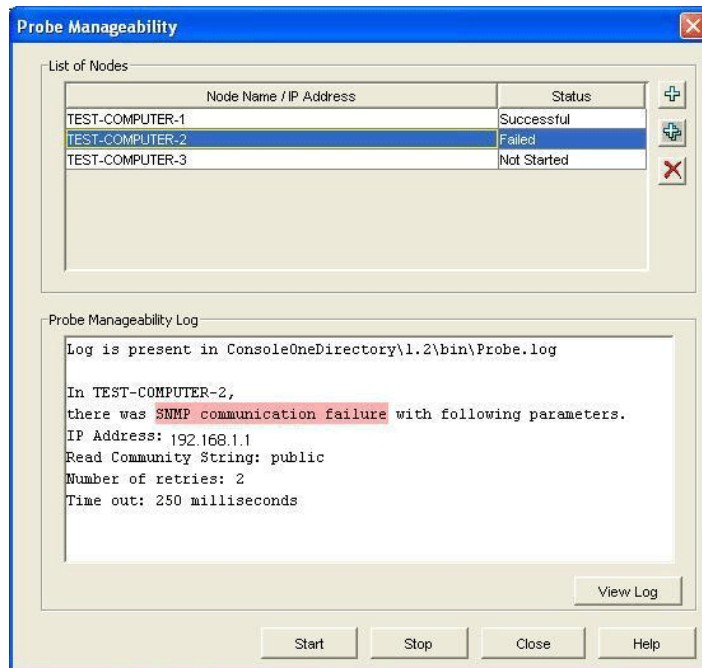 Probe Manageability
List of Nodes
Node Name / IP Address Status
TEST-COMPUTER-1 Successful
TEST-COMPUTER-2 Failed
TEST-COMPUTER-3 Not Started
Probe Manageability Log
Log is present in ConsoleOneDirectory\1.2\bin\Probe.log
In TEST-COMPUTER-2,
there was SNMP communication failure with following parameters.
IP Address: 192.168.1.1
Read Community String: public
Number of retries: 2
Time out: 250 milliseconds
View Log
Start Stop Close Help